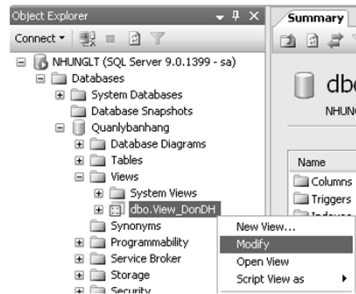 Object Explorer
Connect
NHUNGLT (SQL Server 9.0.1399 - sa)
Databases
System Databases
Database Snapshots
Quanlybanhang
Database Diagrams
Tables
Views
System Views
dbo.View_DonDH
Synonyms
Programmability
Service Broker
Storage
Security
New View...
Modify
Open View
Script View as
Summary
dbo
NHUN
Name
Columns
Triggers
Indexes